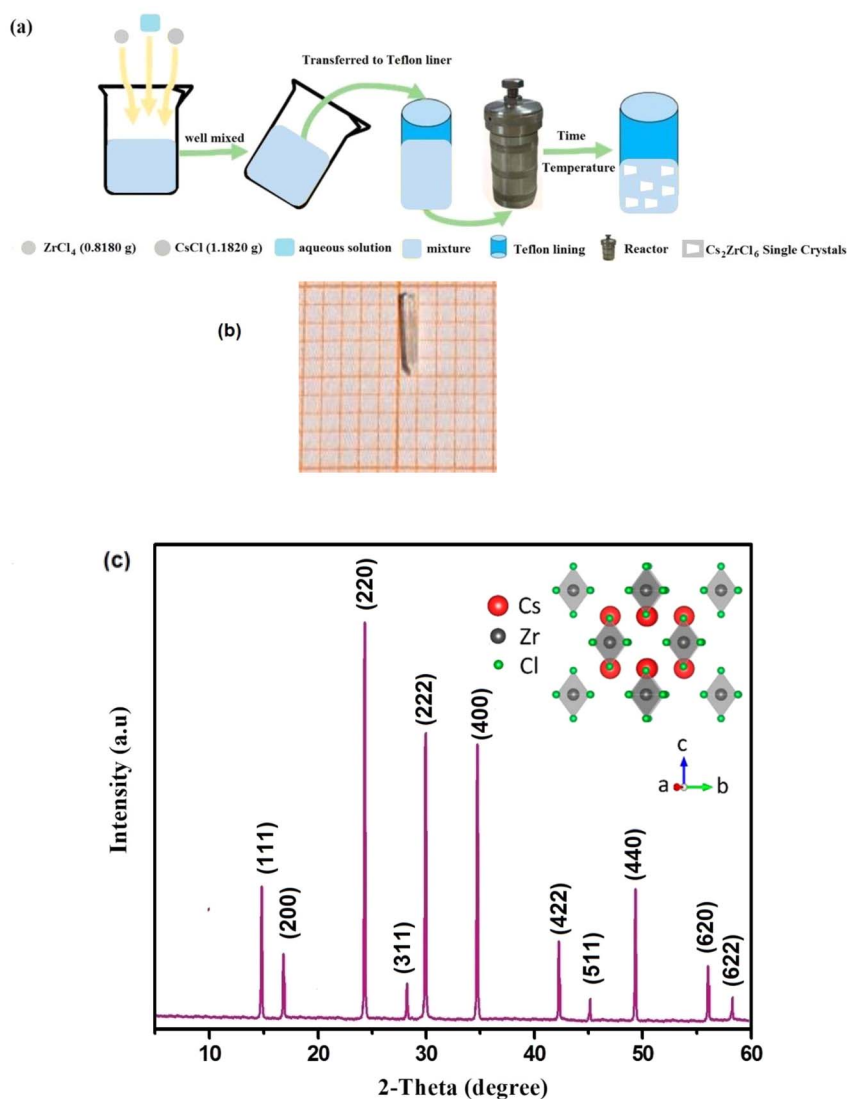 (a)
Transferred to Teflon liner
well mixed
Time
Temperature
ZrCl₄ (0.8180 g) CsCl (1.1820 g) aqueous solution mixture Teflon lining Reactor Cs₂ZrCl₆ Single Crystals
(b)
(c)
(111)
(200)
(220)
(311)
(222)
(400)
(422)
(511)
(440)
(620)
(622)
Cs
Zr
Cl
c
a b
Intensity (a.u)
10 20 30 40 50 60
2-Theta (degree)